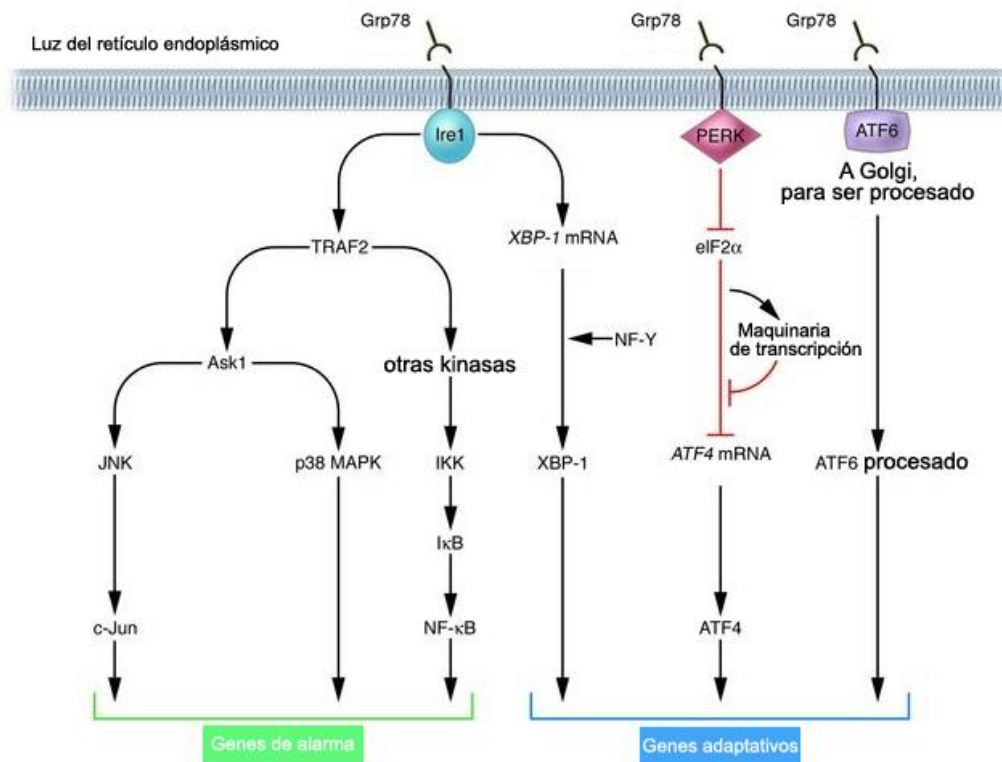 Grp78
Grp78
Grp78
Luz del retículo endoplásmico
Ire1
PERK
ATF6
A Golgi,
para ser procesado
TRAF2
XBP-1 mRNA
eIF2α
Maquinaria
de transcripción
NF-Y
Ask1
otras kinasas
JNK
p38 MAPK
IKK
XBP-1
ATF4 mRNA
ATF6 procesado
IκB
c-Jun
NF-κB
ATF4
Genes de alarma
Genes adaptativos